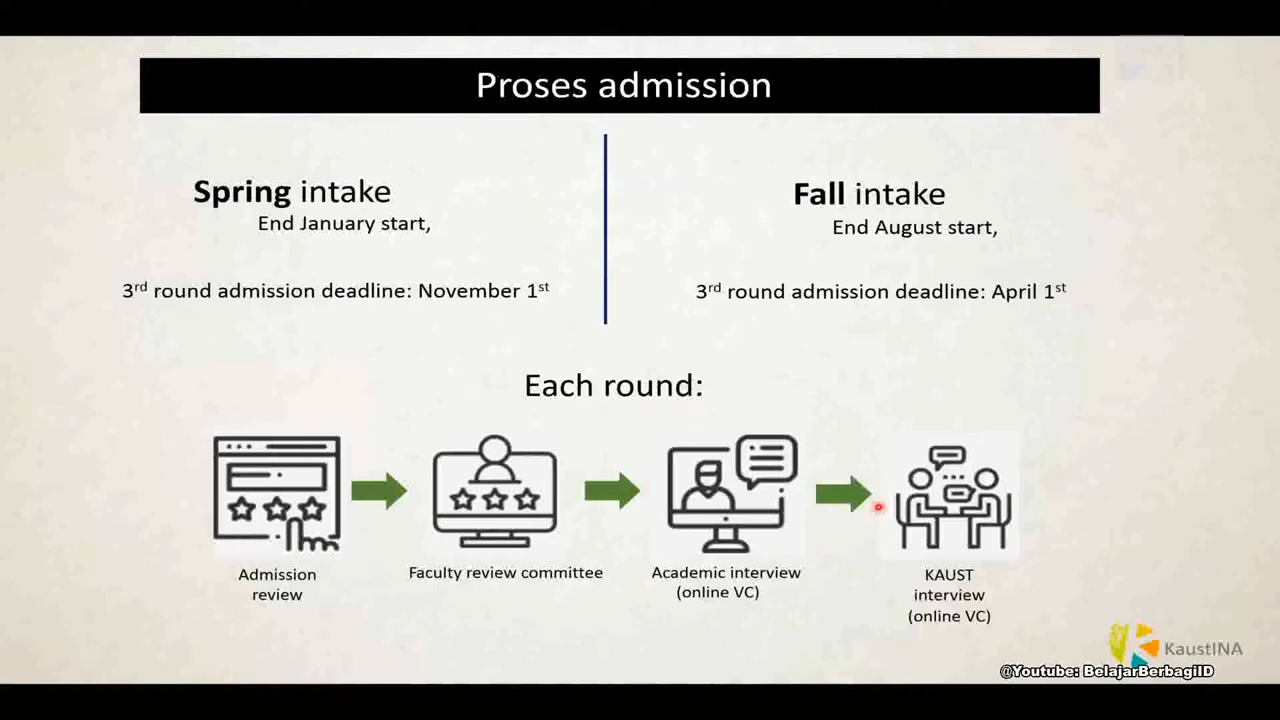 Proses admission
Spring intake
End January start,
3rd round admission deadline: November 1st
Fall intake
End August start,
3rd round admission deadline: April 1st
Each round:
Admission
review
Faculty review committee
Academic interview
(online VC)
KAUST
interview
(online VC)
KaustINA
@Youtube: BelajarBerbagiID